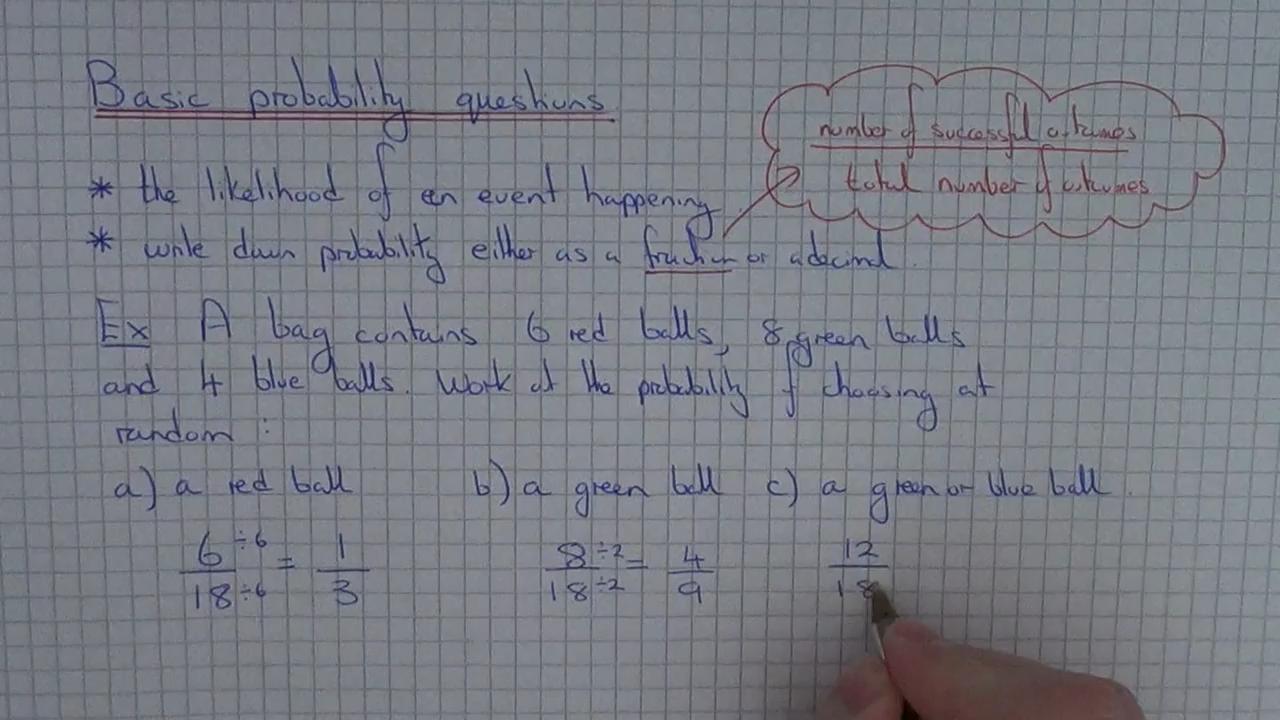 Basic probability questions
number of successful outcomes
total number of outcomes
* the likelihood of an event happening.
* write down probability either as a fraction or a decimal.
Ex A bag contains 6 red balls, 8 green balls
and 4 blue balls. Work out the probability of choosing at
random :
a) a red ball b) a green ball c) a green or blue ball.
6 ÷6 = 1 8 ÷2 = 4 12
18 ÷6 3 18 ÷2 9 18